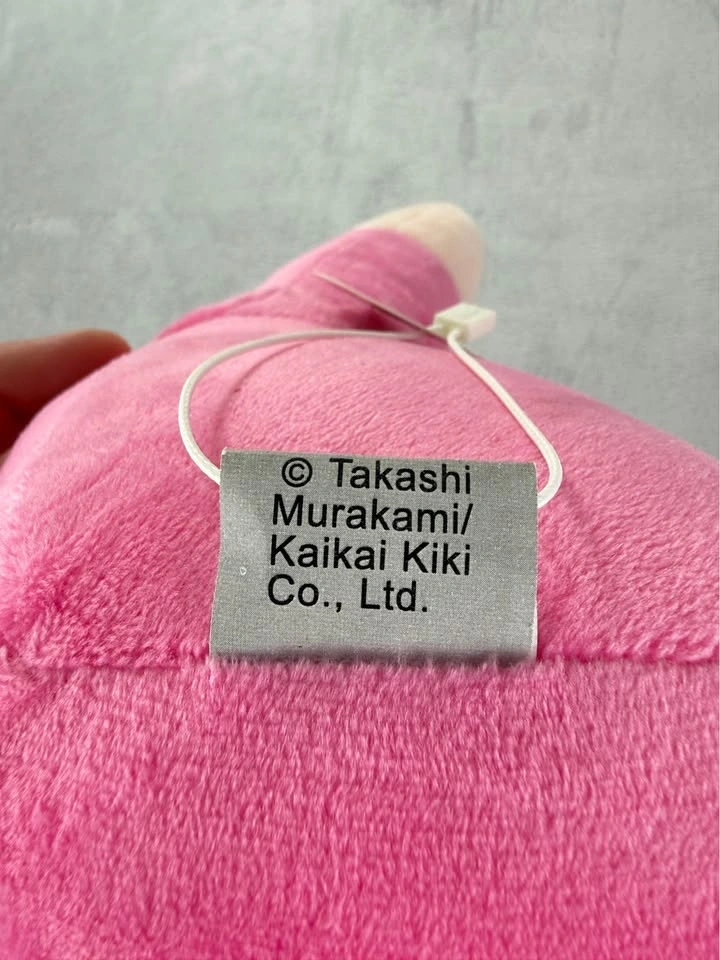 © Takashi
Murakami/
Kaikai Kiki
Co., Ltd.